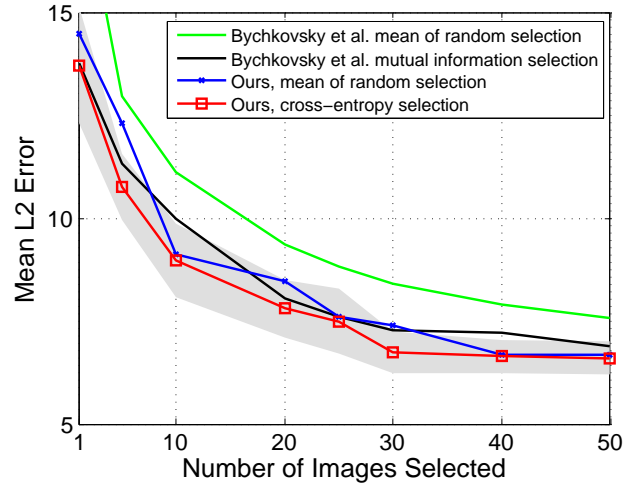 15
10
5
Mean L2 Error
Bychkovsky et al. mean of random selection
Bychkovsky et al. mutual information selection
Ours, mean of random selection
Ours, cross−entropy selection
1 10 20 30 40 50
Number of Images Selected